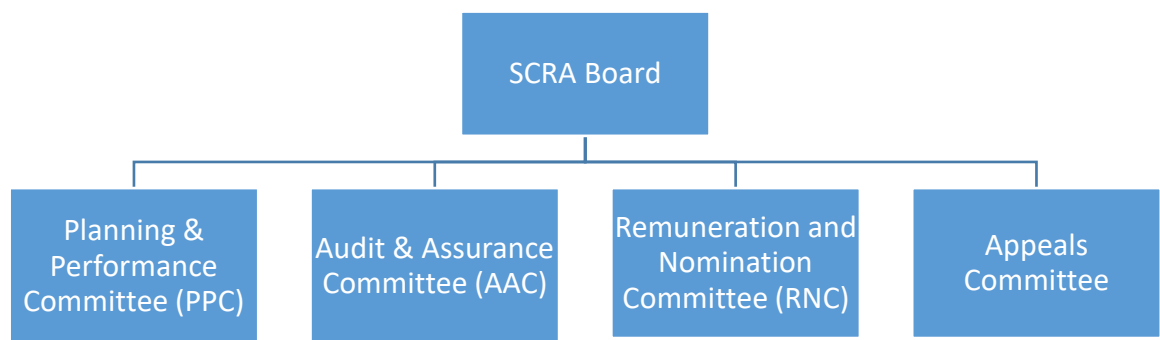 SCRA Board
Planning &
Performance
Committee (PPC)
Audit & Assurance
Committee (AAC)
Remuneration and
Nomination
Committee (RNC)
Appeals
Committee